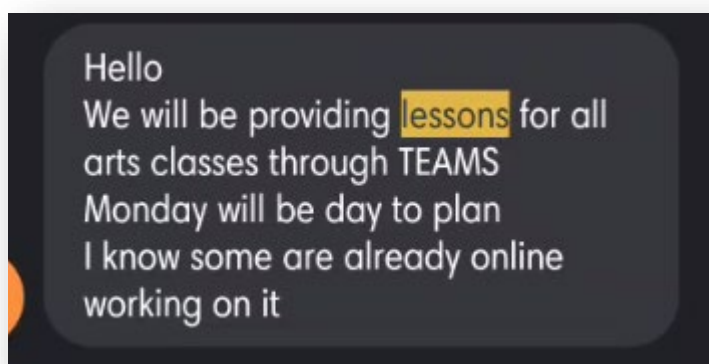 Hello
We will be providing lessons for all
arts classes through TEAMS
Monday will be day to plan
I know some are already online
working on it